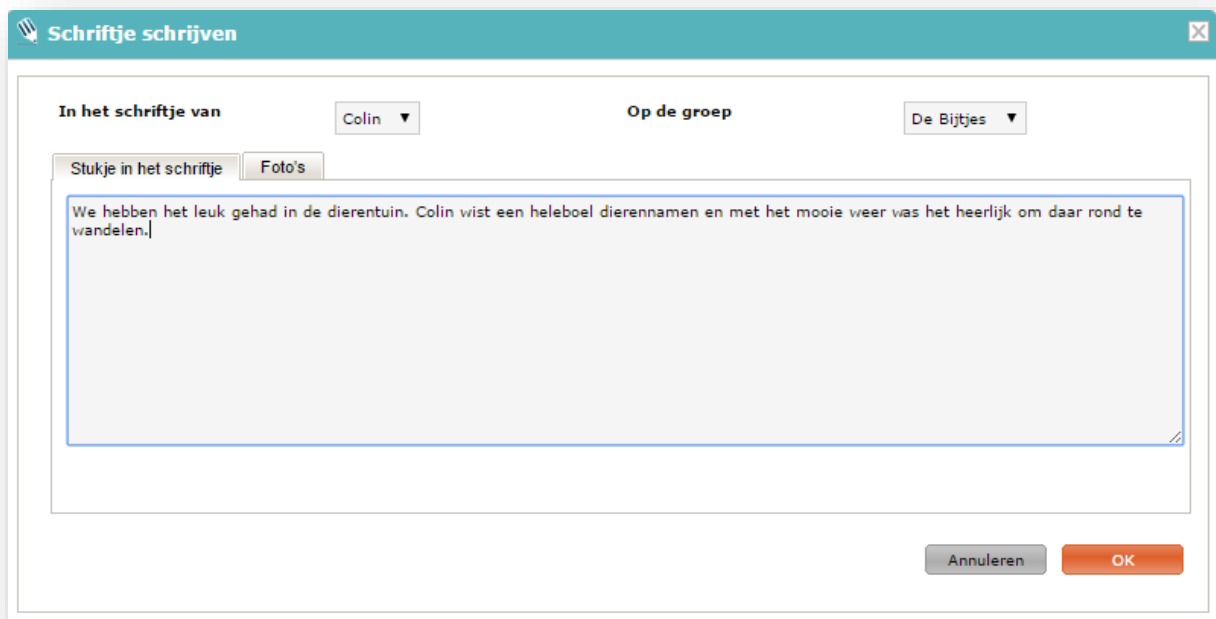 Schriftje schrijven
In het schriftje van
Colin
Op de groep
De Bijtjes
Stukje in het schriftje
Foto's
We hebben het leuk gehad in de dierentuin. Colin wist een heleboel dierennamen en met het mooie weer was het heerlijk om daar rond te
wandelen.
Annuleren
OK